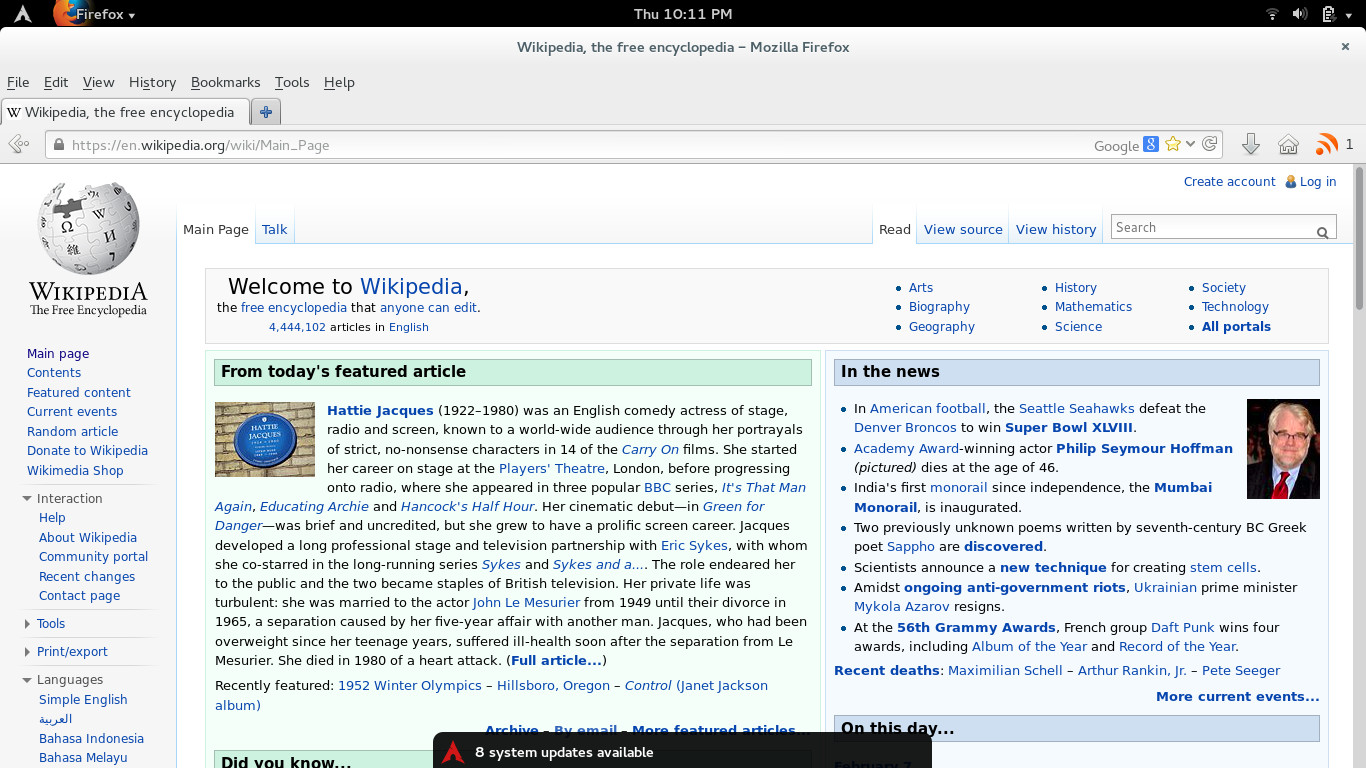 Firefox
Thu 10:11 PM
Wikipedia, the free encyclopedia – Mozilla Firefox
File Edit View History Bookmarks Tools Help
Wikipedia, the free encyclopedia
https://en.wikipedia.org/wiki/Main_Page
Google
1
WIKIPEDIA
The Free Encyclopedia
Main page
Contents
Featured content
Current events
Random article
Donate to Wikipedia
Wikimedia Shop
Interaction
Help
About Wikipedia
Community portal
Recent changes
Contact page
Tools
Print/export
Languages
Simple English
العربية
Bahasa Indonesia
Bahasa Melayu
Create account Log in
Main Page Talk
Read View source View history
Search
Welcome to Wikipedia,
the free encyclopedia that anyone can edit.
4,444,102 articles in English
Arts
Biography
Geography
History
Mathematics
Science
Society
Technology
All portals
From today's featured article
HATTIE
JACQUES
Hattie Jacques (1922–1980) was an English comedy actress of stage,
radio and screen, known to a world-wide audience through her portrayals
of strict, no-nonsense characters in 14 of the Carry On films. She started
her career on stage at the Players' Theatre, London, before progressing
onto radio, where she appeared in three popular BBC series, It's That Man
Again, Educating Archie and Hancock's Half Hour. Her cinematic debut—in Green for
Danger—was brief and uncredited, but she grew to have a prolific screen career. Jacques
developed a long professional stage and television partnership with Eric Sykes, with whom
she co-starred in the long-running series Sykes and Sykes and a.... The role endeared her
to the public and the two became staples of British television. Her private life was
turbulent: she was married to the actor John Le Mesurier from 1949 until their divorce in
1965, a separation caused by her five-year affair with another man. Jacques, who had been
overweight since her teenage years, suffered ill-health soon after the separation from Le
Mesurier. She died in 1980 of a heart attack. (Full article...)
Recently featured: 1952 Winter Olympics – Hillsboro, Oregon – Control (Janet Jackson
album)
Archive – By email – More featured articles...
Did you know...
In the news
In American football, the Seattle Seahawks defeat the
Denver Broncos to win Super Bowl XLVIII.
Academy Award-winning actor Philip Seymour Hoffman
(pictured) dies at the age of 46.
India's first monorail since independence, the Mumbai
Monorail, is inaugurated.
Two previously unknown poems written by seventh-century BC Greek
poet Sappho are discovered.
Scientists announce a new technique for creating stem cells.
Amidst ongoing anti-government riots, Ukrainian prime minister
Mykola Azarov resigns.
At the 56th Grammy Awards, French group Daft Punk wins four
awards, including Album of the Year and Record of the Year.
Recent deaths: Maximilian Schell – Arthur Rankin, Jr. – Pete Seeger
More current events...
On this day...
February 7
8 system updates available